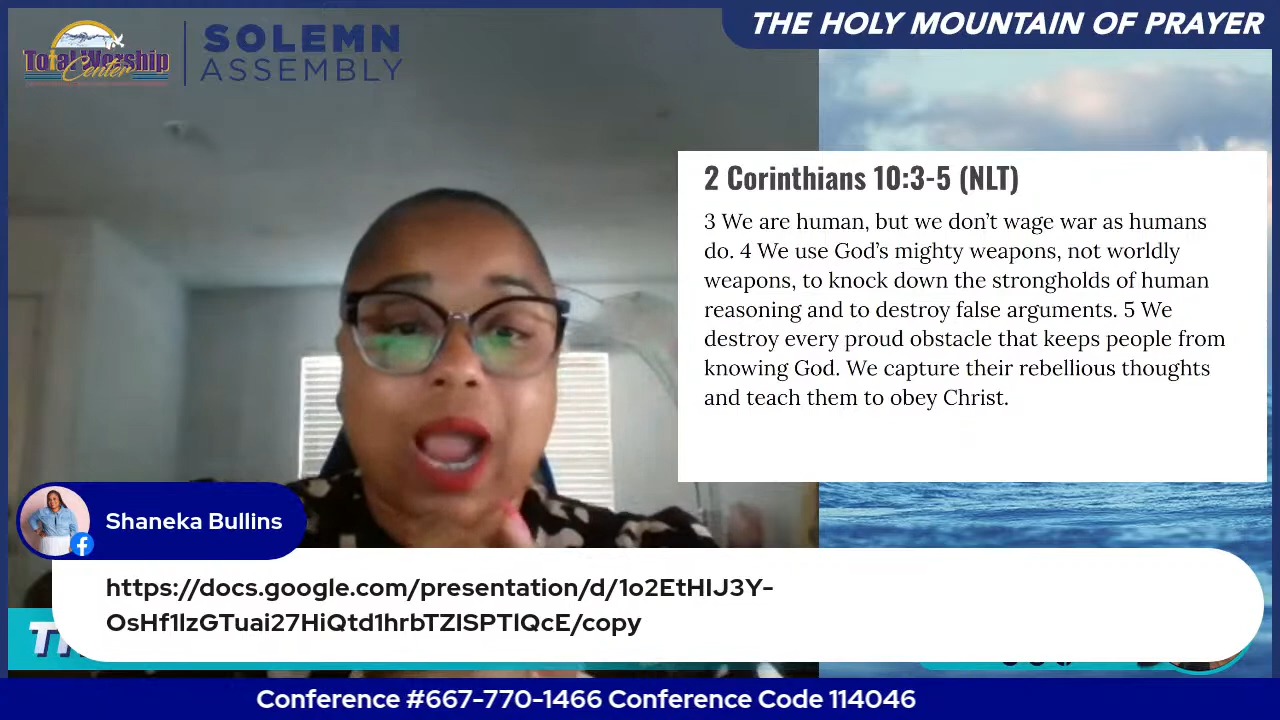 THE HOLY MOUNTAIN OF PRAYER
Total Worship
Center
SOLEMN
ASSEMBLY
2 Corinthians 10:3-5 (NLT)
3 We are human, but we don’t wage war as humans
do. 4 We use God’s mighty weapons, not worldly
weapons, to knock down the strongholds of human
reasoning and to destroy false arguments. 5 We
destroy every proud obstacle that keeps people from
knowing God. We capture their rebellious thoughts
and teach them to obey Christ.
Shaneka Bullins
https://docs.google.com/presentation/d/1o2EtHIJ3Y-
OsHf1lzGTuai27HiQtd1hrbTZISPTlQcE/copy
Conference #667-770-1466 Conference Code 114046